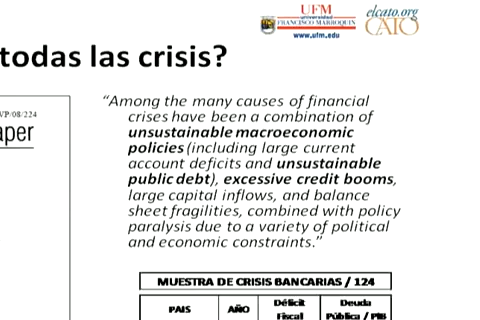 UFM
universidad
FRANCISCO MARROQUIN
www.ufm.edu
elcato.org
CATO
todas las crisis?
WP/08/224
aper
“Among the many causes of financial
crises have been a combination of
unsustainable macroeconomic
policies (including large current
account deficits and unsustainable
public debt), excessive credit booms,
large capital inflows, and balance
sheet fragilities, combined with policy
paralysis due to a variety of political
and economic constraints.”
MUESTRA DE CRISIS BANCARIAS / 124
PAIS
AÑO
Déficit
Fiscal
Deuda
Pública / PIB